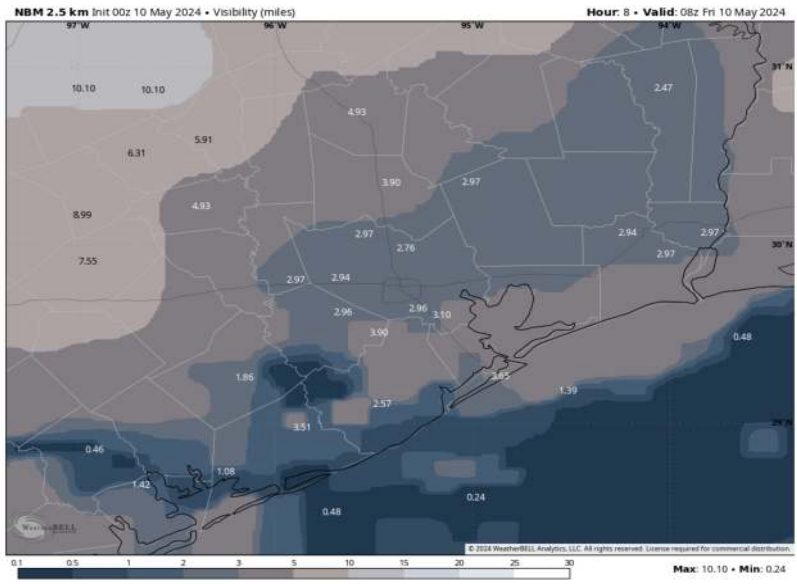 NBM 2.5 km Init 00z 10 May 2024 • Visibility (miles) Hour: 8 • Valid: 08z Fri 10 May 2024
97°W 96°W 95°W 94°W
31°N
10.10 10.10 2.47
4.93
5.91
6.31
3.90 2.97
4.93
8.99
2.97 2.94 2.97
2.76 30°N
2.97
7.55
2.97 2.94
2.96 2.96 3.10
3.90 0.48
1.86 3.65
1.39
2.57
3.51 29°N
0.46
1.08
1.42
0.24
0.48
WeatherBELL
© 2024 WeatherBELL Analytics, LLC. All rights reserved. License required for commercial distribution.
0.1 0.5 1 2 3 5 10 15 20 25 30
Max: 10.10 • Min: 0.24